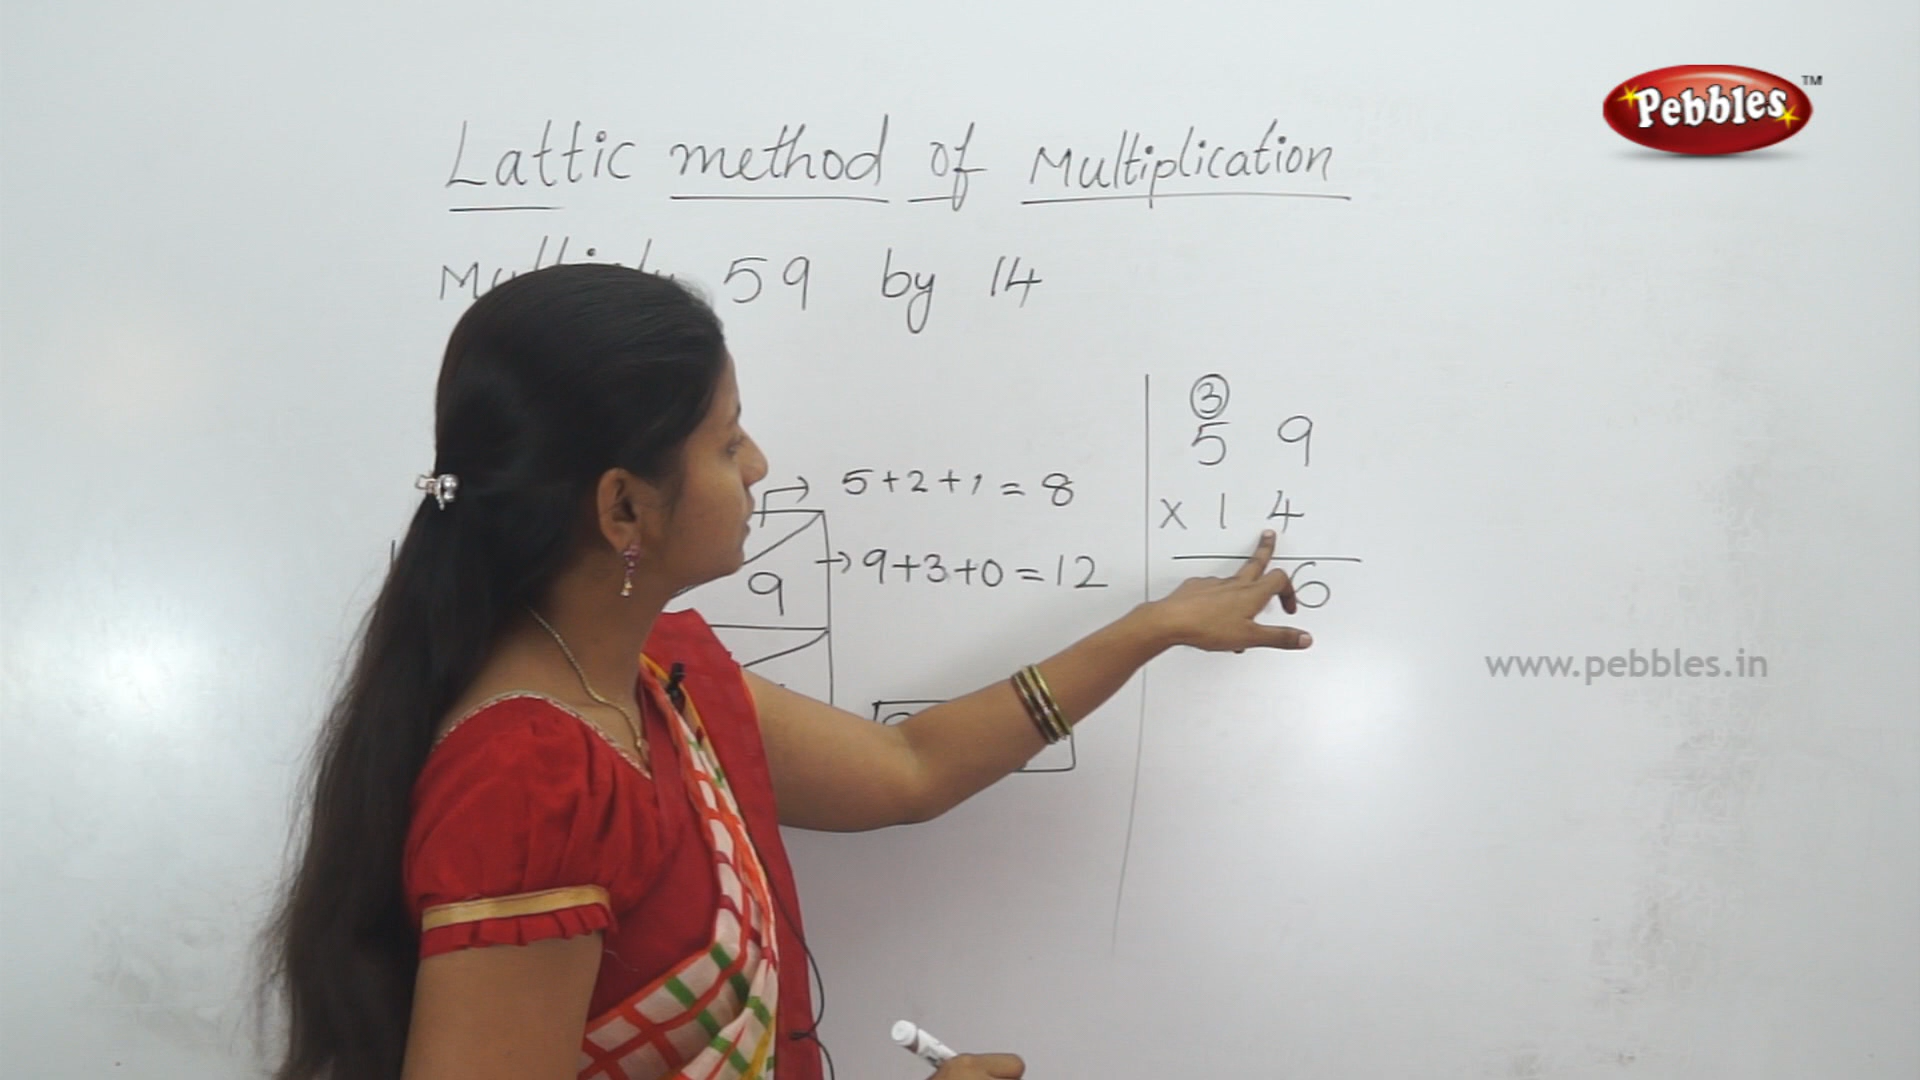 Pebbles TM
Lattic method of Multiplication
59 by 14
3
5 9
5+2+1=8
x 1 4
9+3+0=12
9
6
www.pebbles.in